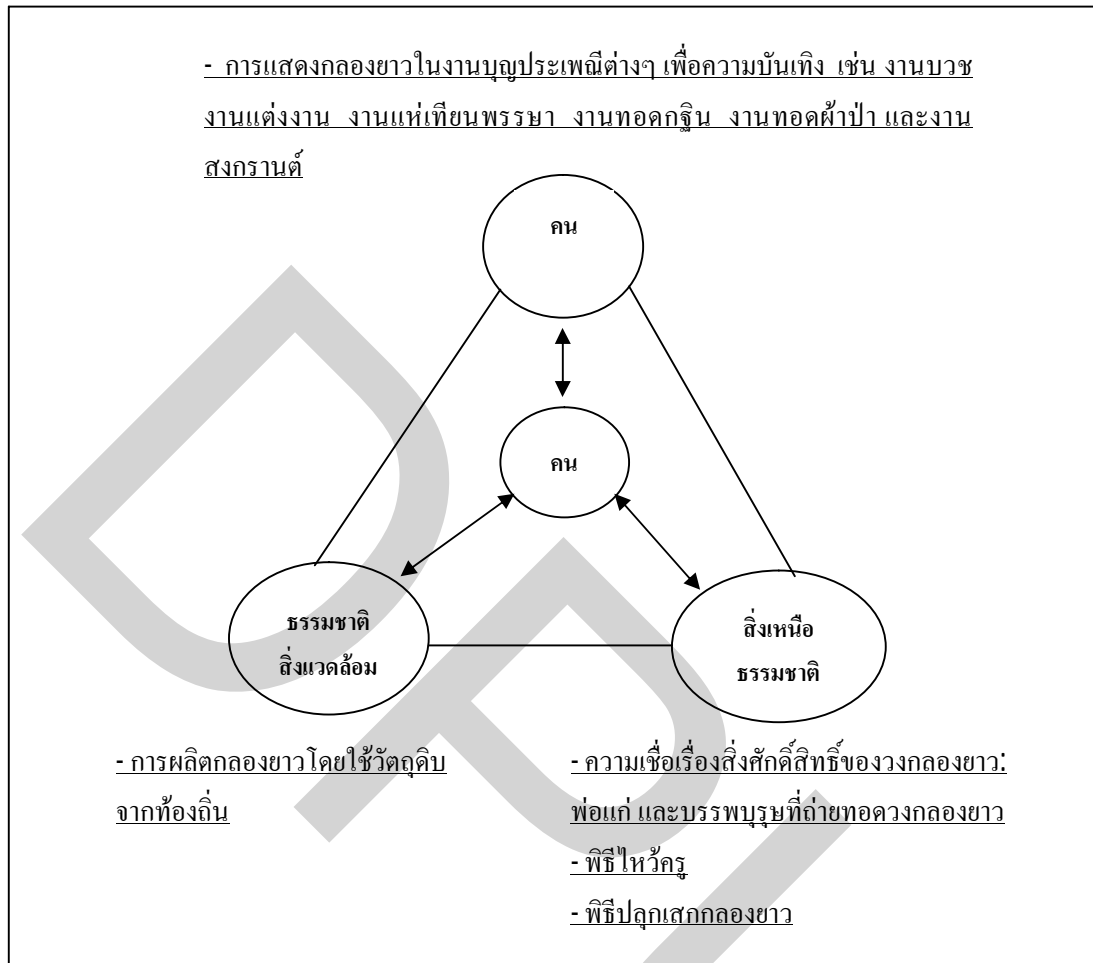 - การแสดงกลองยาวในงานบุญประเพณีต่างๆ เพื่อความบันเทิง เช่น งานบวช
งานแต่งงาน งานแห่เทียนพรรษา งานทอดกฐิน งานทอดผ้าป่า และงาน
สงกรานต์
คน
คน
ธรรมชาติ
สิ่งแวดล้อม
สิ่งเหนือ
ธรรมชาติ
- การผลิตกลองยาวโดยใช้วัตถุดิบ
จากท้องถิ่น
- ความเชื่อเรื่องสิ่งศักดิ์สิทธิ์ของวงกลองยาว:
พ่อแก่ และบรรพบุรุษที่ถ่ายทอดวงกลองยาว
- พิธีไหว้ครู
- พิธีปลุกเสกกลองยาว
DPU